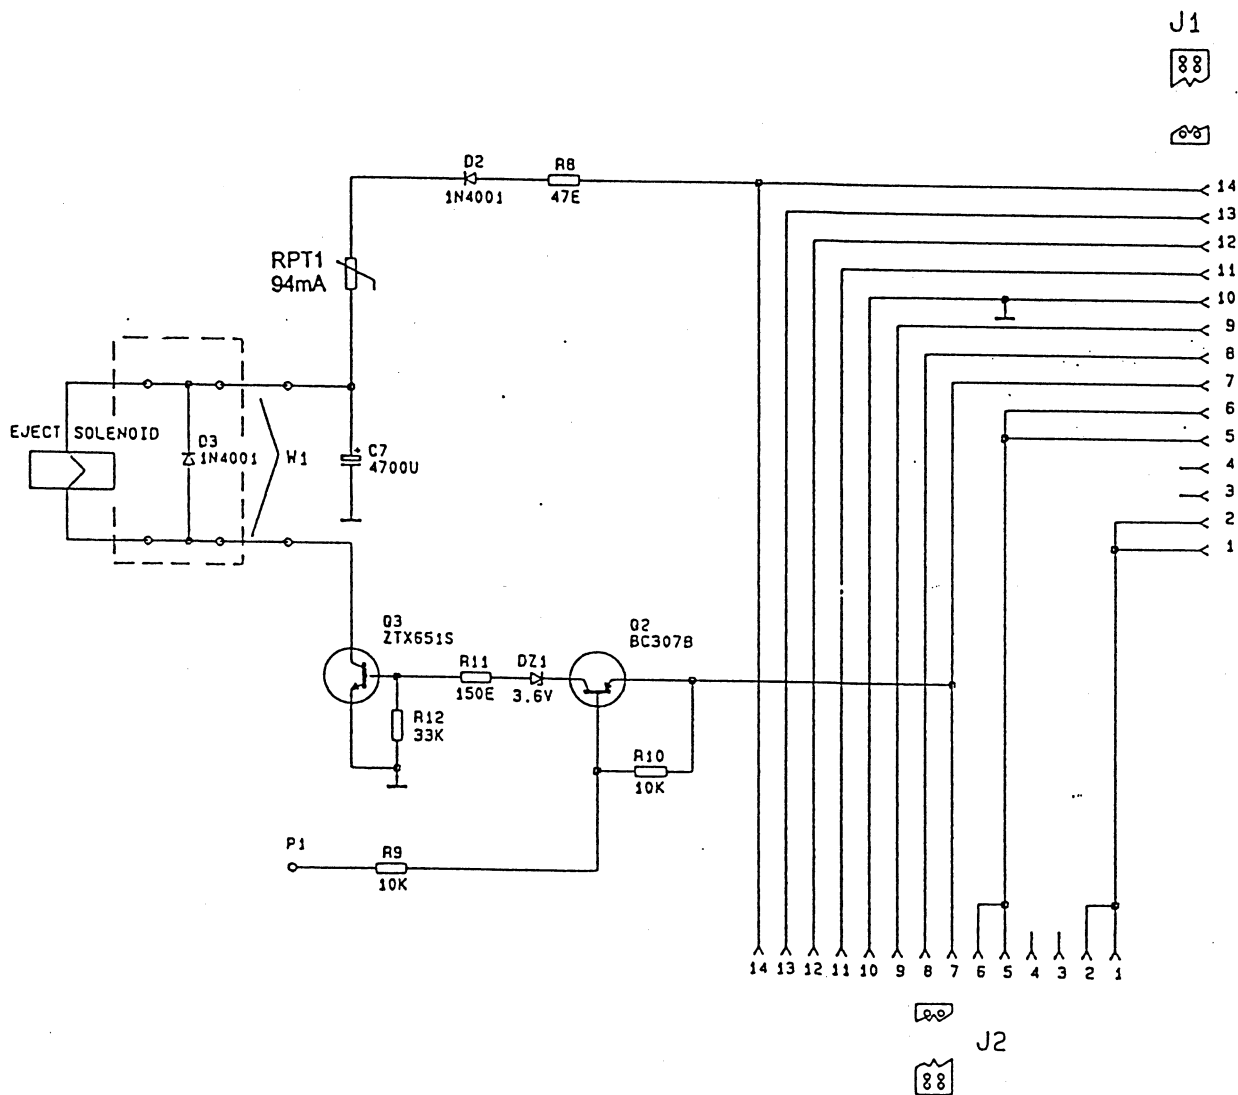 J1
D2
1N4001
R8
47E
14
13
12
11
10
9
8
7
6
5
4
3
2
1
RPT1
94mA
EJECT SOLENOID
D3
1N4001
W1
+
C7
4700U
Q3
ZTX651S
R11
150E
DZ1
3.6V
Q2
BC307B
R12
33K
R10
10K
P1
R9
10K
14 13 12 11 10 9 8 7 6 5 4 3 2 1
J2